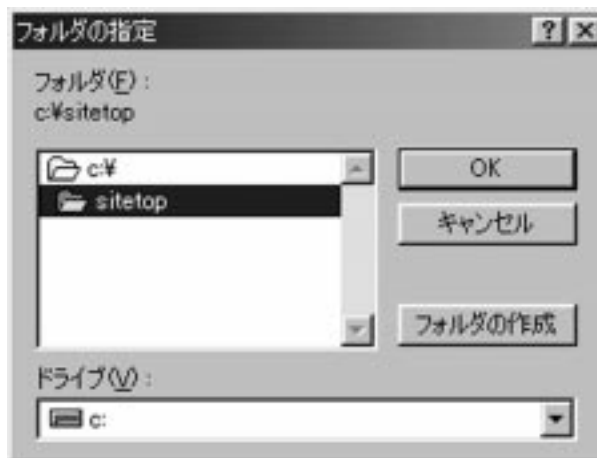 フォルダの指定
フォルダ(F):
c:¥sitetop
c:¥
sitetop
OK
キャンセル
フォルダの作成
ドライブ(V):
c: